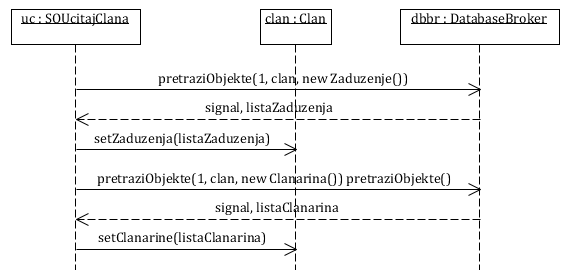 uc : SOUcitajClana
clan : Clan
dbbr : DatabaseBroker
pretraziObjekte(1, clan, new Zaduzenje())
signal, listaZaduzenja
setZaduzenja(listaZaduzenja)
pretraziObjekte(1, clan, new Clanarina()) pretraziObjekte()
signal, listaClanarina
setClanarine(listaClanarina)